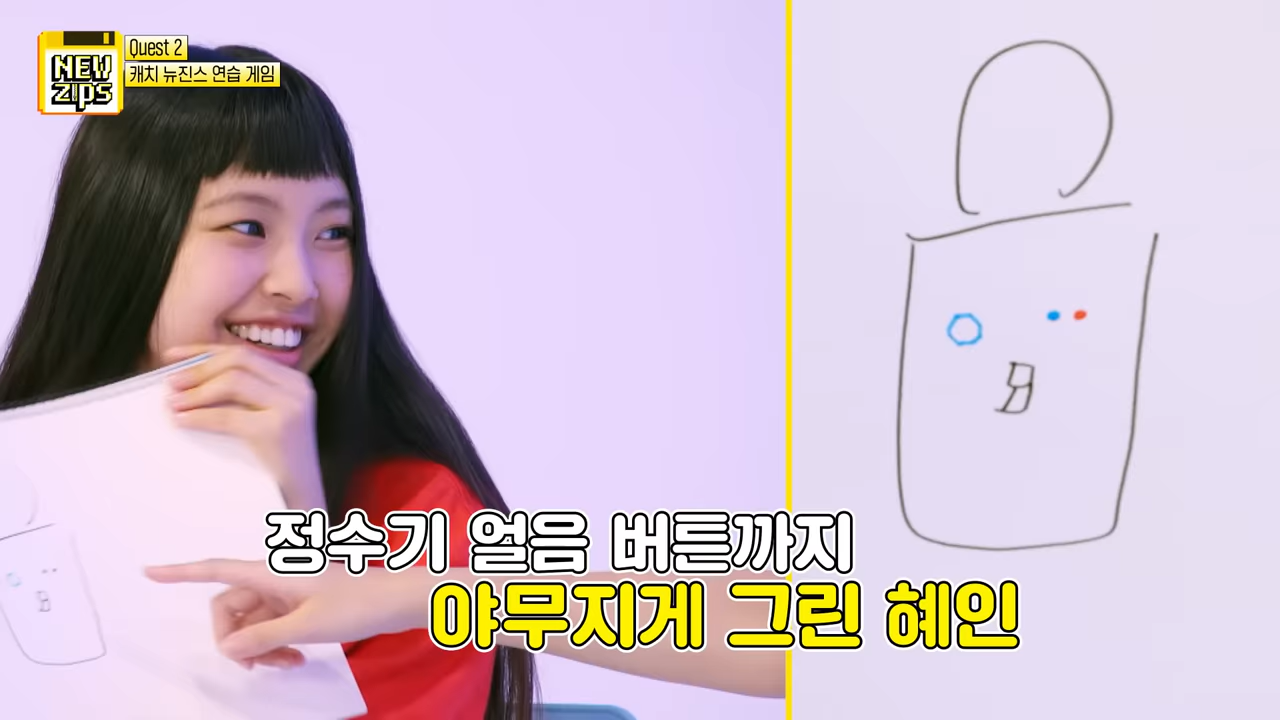 NEW
zips
Quest 2
캐치 뉴진스 연습 게임
정수기 얼음 버튼까지
야무지게 그린 혜인